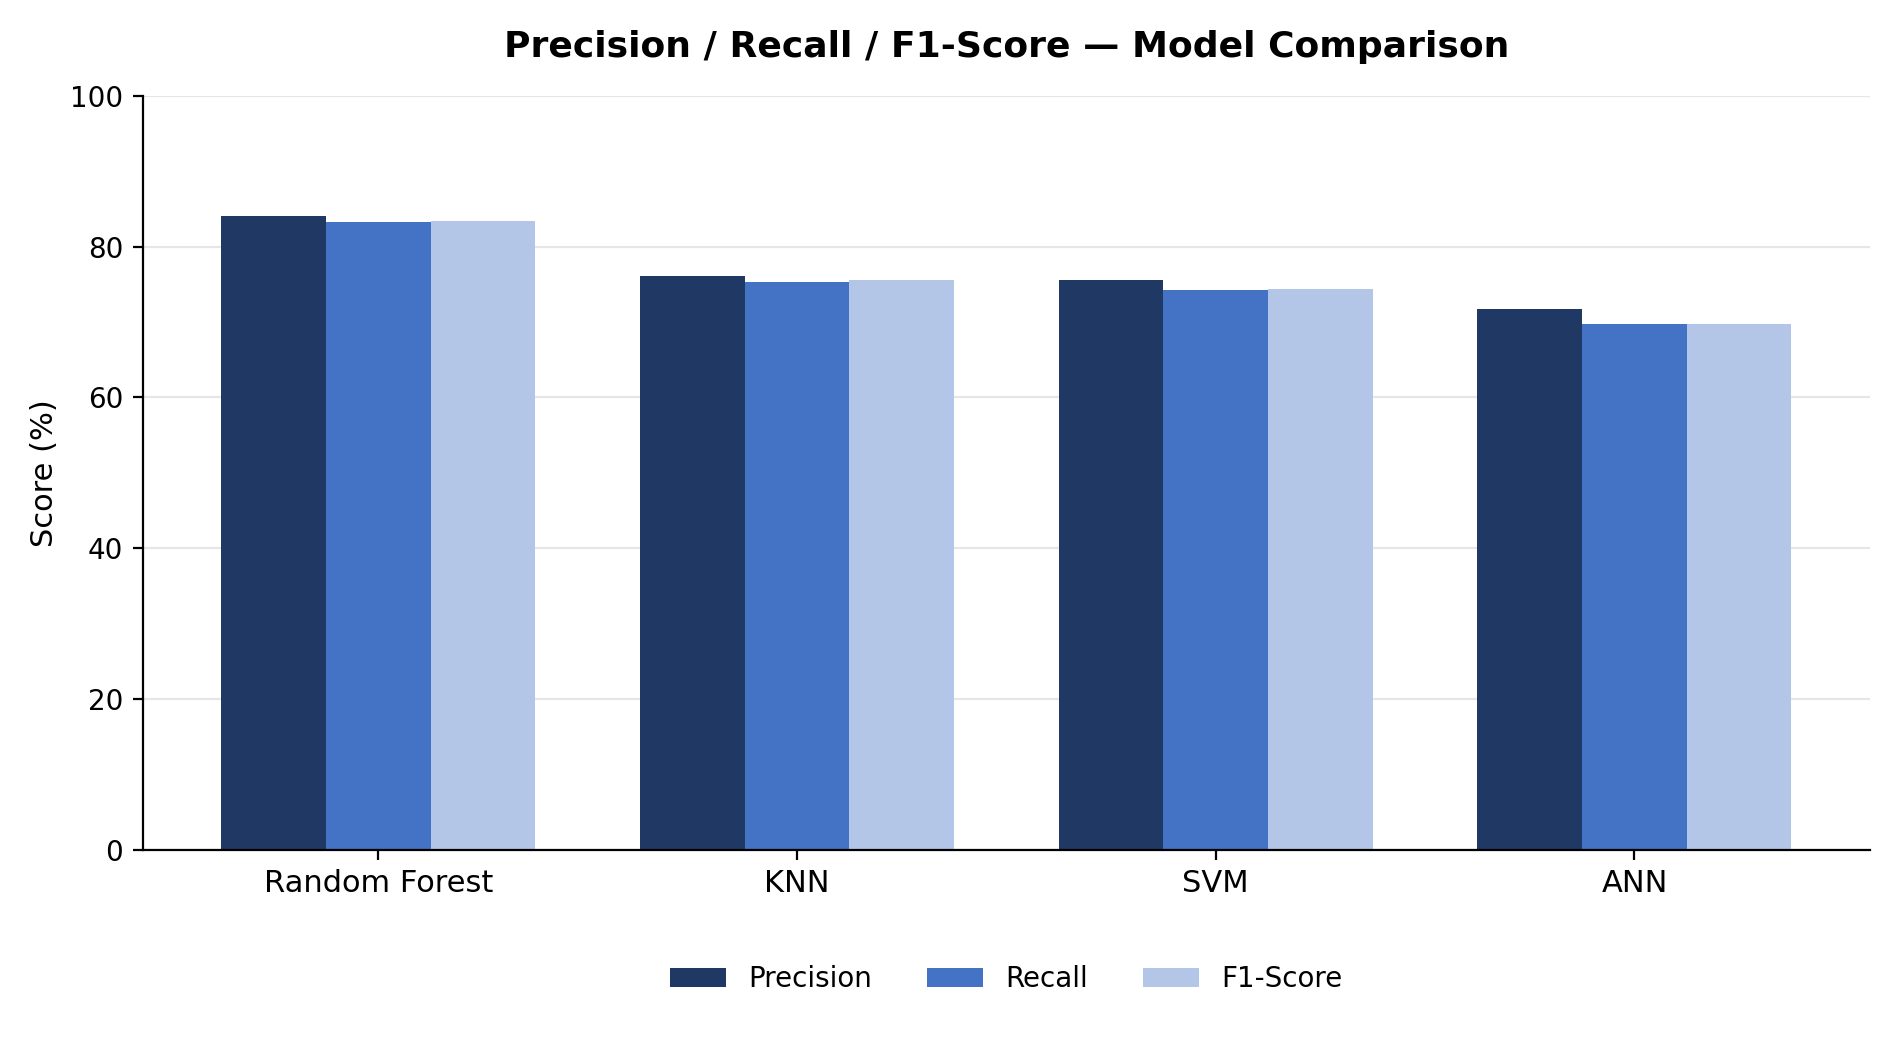 Precision / Recall / F1-Score — Model Comparison
100
80
60
40
20
0
Score (%)
Random Forest
KNN
SVM
ANN
Precision
Recall
F1-Score